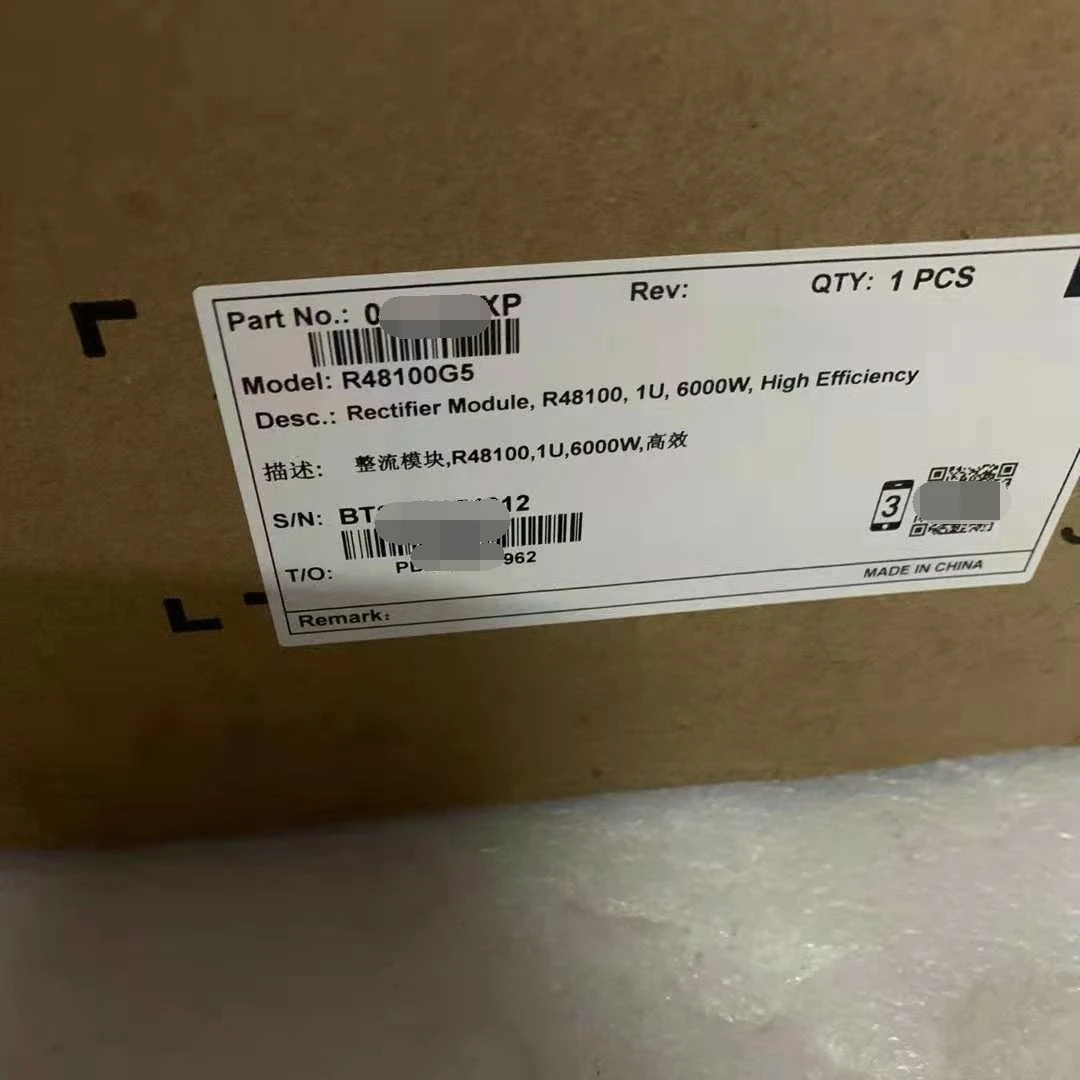 Part No.: XP
Rev:
QTY: 1 PCS
Model: R48100G5
Desc.: Rectifier Module, R48100, 1U, 6000W, High Efficiency
描述: 整流模块,R48100,1U,6000W,高效
S/N: BT 12
3
T/O: 962
MADE IN CHINA
Remark: